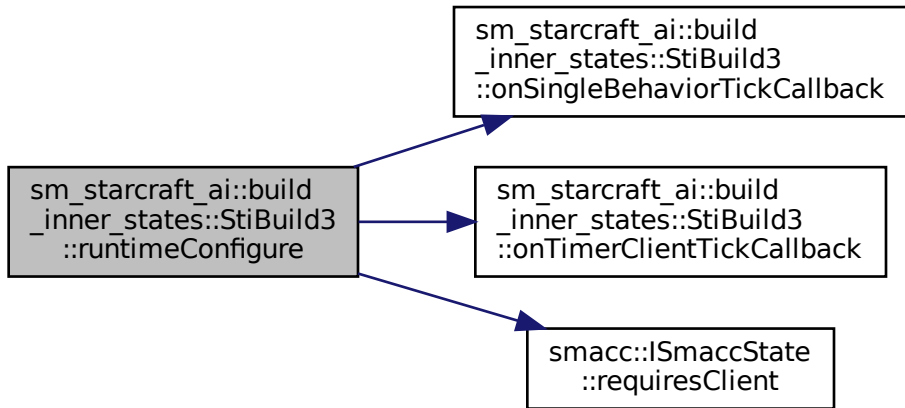 sm_starcraft_ai::build
_inner_states::StiBuild3
::runtimeConfigure
sm_starcraft_ai::build
_inner_states::StiBuild3
::onSingleBehaviorTickCallback
sm_starcraft_ai::build
_inner_states::StiBuild3
::onTimerClientTickCallback
smacc::ISmaccState
::requiresClient